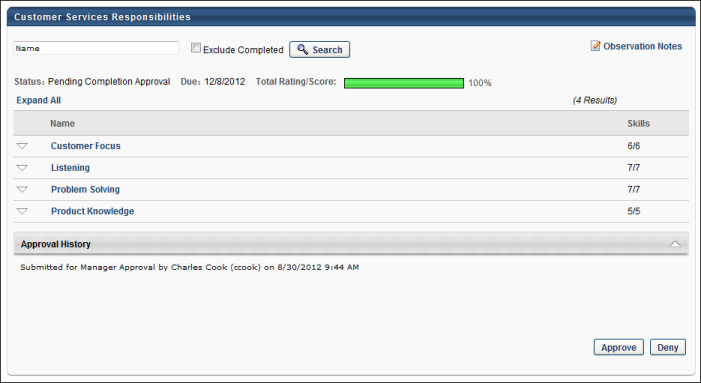 Customer Services Responsibilities
Name Exclude Completed Search Observation Notes
Status: Pending Completion Approval Due: 12/8/2012 Total Rating/Score: 100%
Expand All (4 Results)
Name Skills
Customer Focus 6/6
Listening 7/7
Problem Solving 7/7
Product Knowledge 5/5
Approval History
Submitted for Manager Approval by Charles Cook (ccook) on 8/30/2012 9:44 AM
Approve Deny